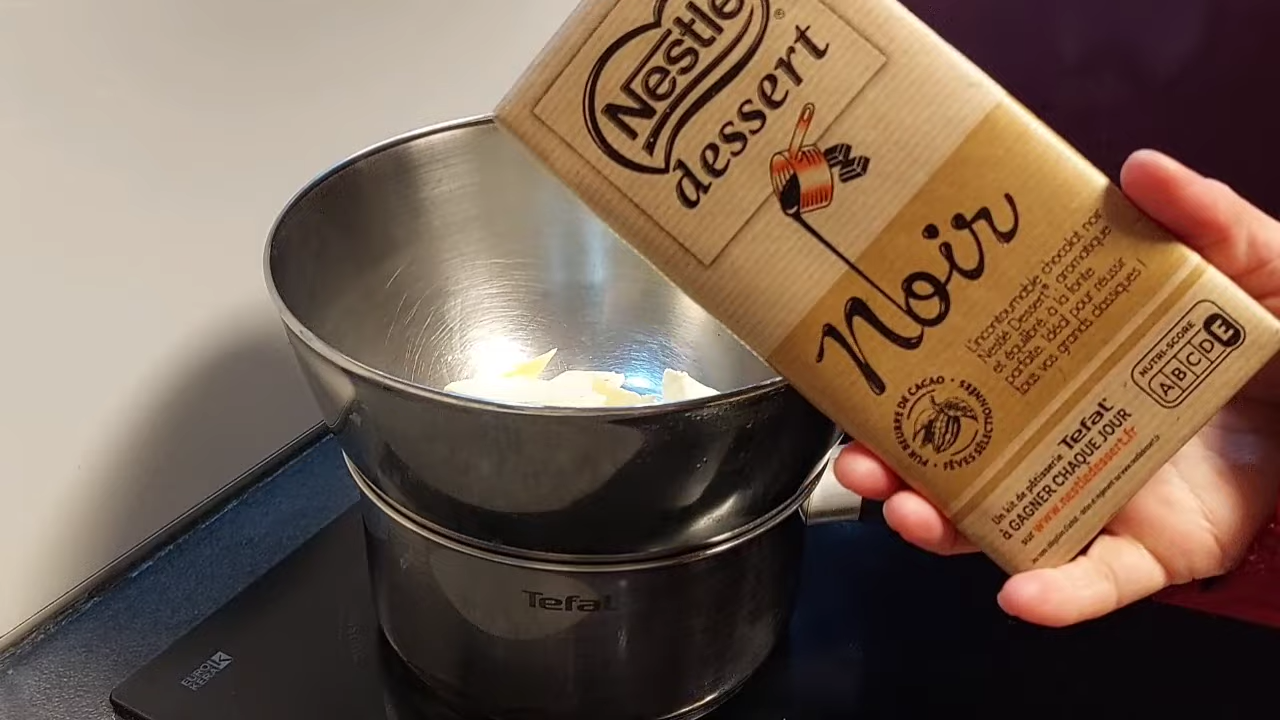 Nestlé
®
dessert
Noir
L'incontournable chocolat noir
Nestlé Dessert®, aromatique
et équilibré, à la fonte
parfaite. Idéal pour réussir
tous vos grands classiques !
PUR BEURRE DE CACAO • FÈVES SÉLECTIONNÉES •
NUTRI-SCORE
A B C D E
Un kit de pâtisserie Tefal
à GAGNER CHAQUE JOUR
sur www.nestledessert.fr
Tefal
EURO
KERA K